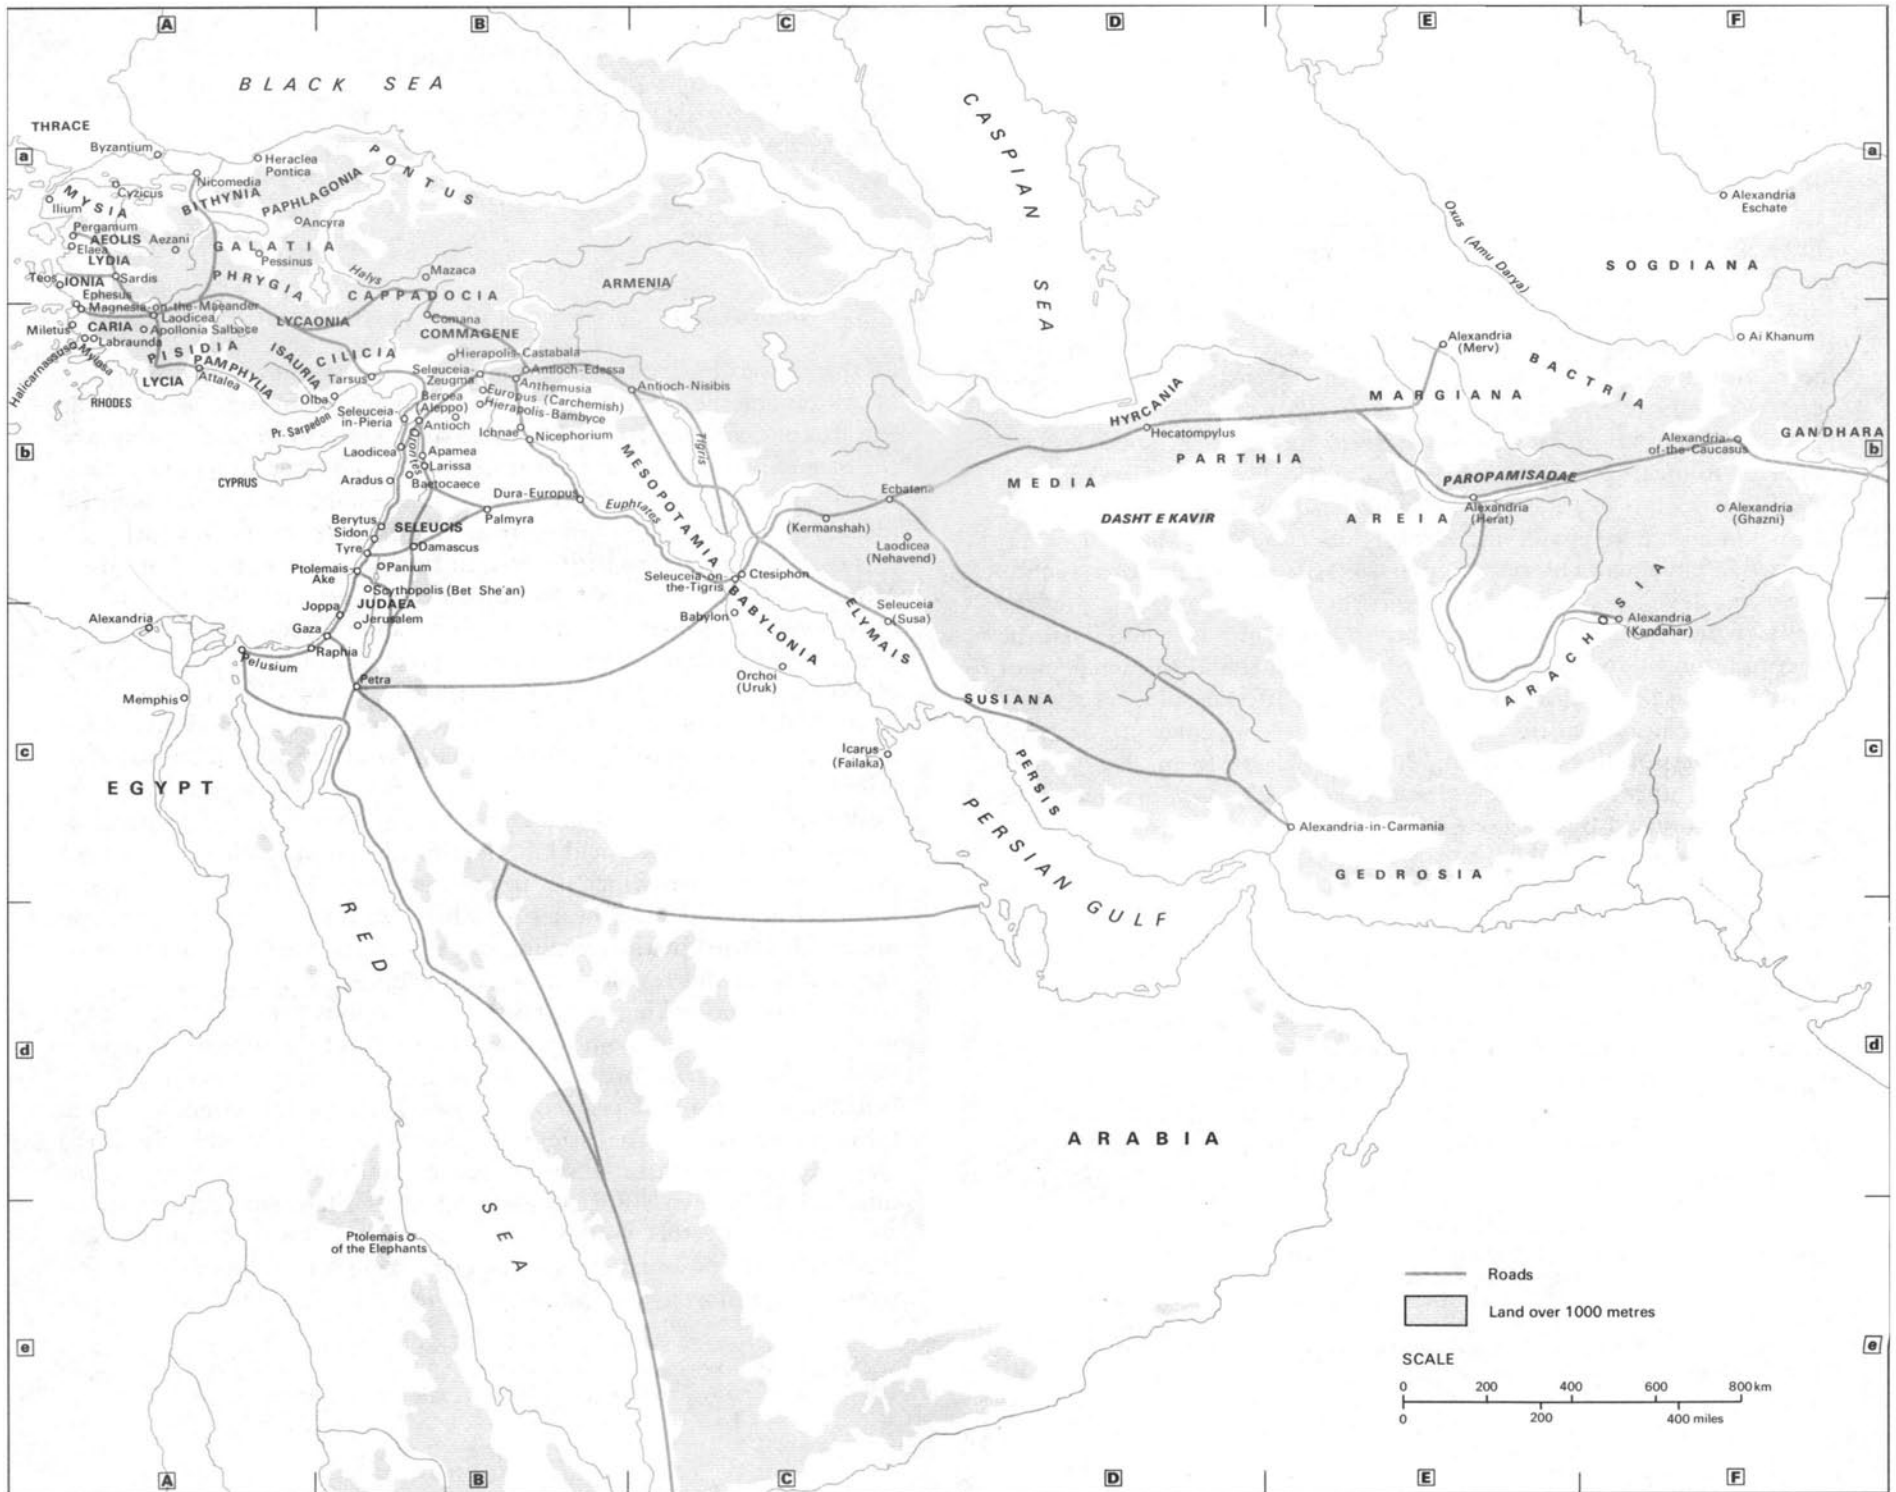 A B C D E F
BLACK SEA
THRACE
Byzantium
a
Heraclea
Pontica
PONTUS
Nicomedia
BITHYNIA
PAPHLAGONIA
Cyzicus
MYSIA
Ilium
Ancyra
Pergamum
AEOLIS
Aezani
Elaea
GALATIA
Pessinus
LYDIA
Teos
IONIA
Sardis
PHRYGIA
Halys
Mazaca
CAPPADOCIA
ARMENIA
Ephesus
Magnesia-on-the-Maeander
Laodicea
LYCAONIA
Comana
COMMAGENE
Miletus
CARIA
Apollonia Salbace
Labraunda
Halicarnassus
Mylasa
PISIDIA
PAMPHYLIA
ISAURIA
CILICIA
Hierapolis-Castabala
LYCIA
Attalea
Tarsus
Seleuceia-
Zeugma
Antioch-Edessa
Anthemusia
Antioch-Nisibis
RHODES
Olba
Europus (Carchemish)
Beroea
(Aleppo)
Hierapolis-Bambyce
Pr. Sarpedon
Seleuceia-
in-Pieria
Antioch
Ichnae
Nicephorium
Orontes
Laodicea
Apamea
Larissa
b
CYPRUS
Aradus
Baetocaece
MESOPOTAMIA
Tigris
Dura-Europus
Euphrates
Berytus
SELEUCIS
Palmyra
Sidon
Tyre
Damascus
Ptolemais-
Ake
Panium
Scythopolis (Bet She'an)
Seleuceia-on-
the-Tigris
Ctesiphon
Joppa
JUDAEA
Jerusalem
Babylon
BABYLONIA
Alexandria
Gaza
Raphia
Pelusium
Petra
Orchoi
(Uruk)
Memphis
CASPIAN
SEA
a
Alexandria
Eschate
Oxus (Amu Darya)
SOGDIANA
Alexandria
(Merv)
Ai Khanum
BACTRIA
MARGIANA
HYRCANIA
Hecatompylus
PARTHIA
Alexandria-
of-the-Caucasus
GANDHARA
b
MEDIA
PAROPAMISADAE
Ecbatana
(Kermanshah)
Laodicea
(Nehavend)
DASHT E KAVIR
AREIA
Alexandria
(Herat)
Alexandria
(Ghazni)
ELYMAIS
Seleuceia
(Susa)
Alexandria
(Kandahar)
ARACHOSIA
SUSIANA
c
EGYPT
Icarus
(Failaka)
PERSIS
PERSIAN GULF
Alexandria-in-Carmania
GEDROSIA
c
RED
SEA
d
ARABIA
d
Ptolemais
of the Elephants
e
Roads
Land over 1000 metres
e
SCALE
0 200 400 600 800 km
0 200 400 miles
A B C D E F